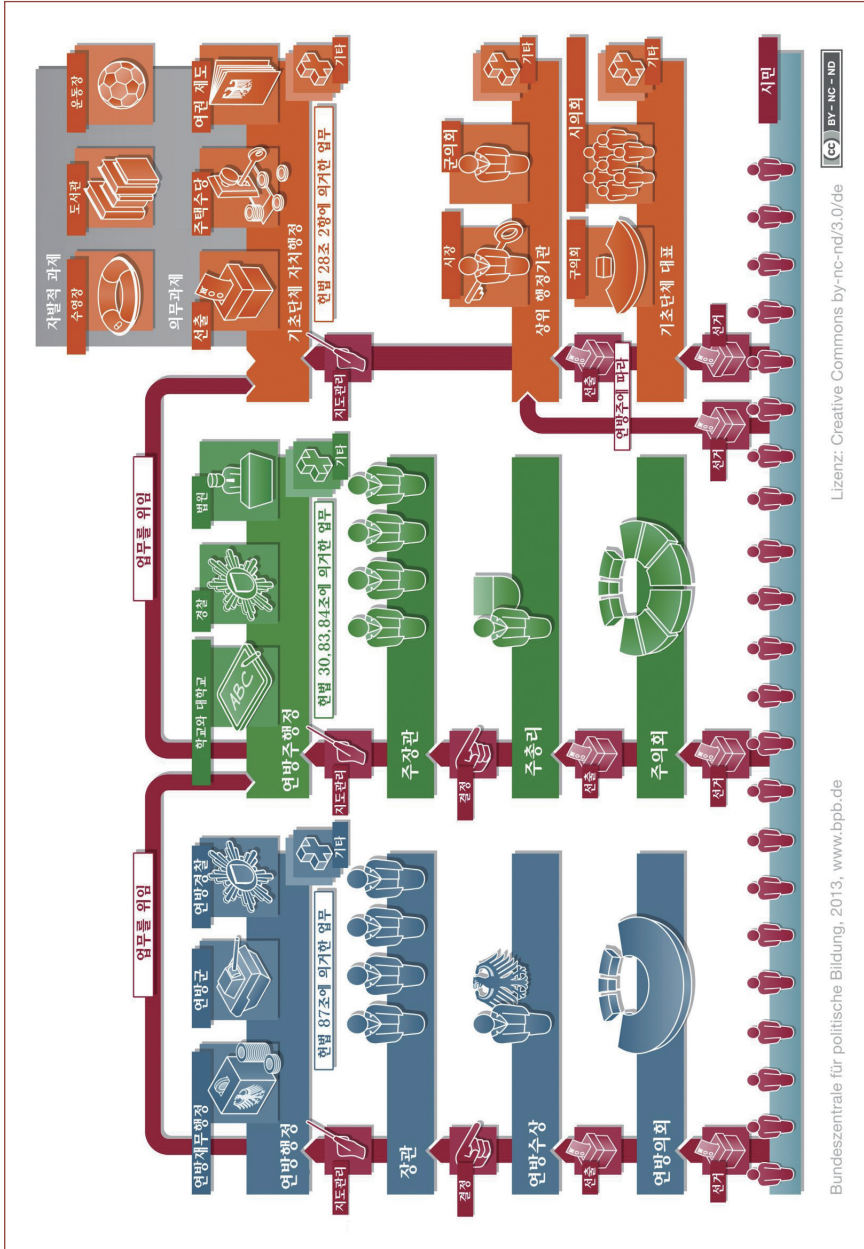 업무를 위임
업무를 위임
자발적 과제
수영장
도서관
운동장
의무과제
연방재무행정
연방군
연방경찰
학교와 대학교
경찰
법원
선출
주택수당
여권 제도
연방행정
연방주행정
기초단체 자치행정
헌법 87조에 의거한 업무
기타
헌법 30,83,84조에 의거한 업무
기타
헌법 28조 2항에 의거한 업무
기타
지도관리
지도관리
지도관리
장관
주장관
결정
결정
시장
군의회
기타
연방수상
주총리
상위 행정기관
선출
선출
선출
연방주에 따라
구의회
시의회
기타
연방의회
주의회
기초단체 대표
선거
선거
선거
선거
시민
Bundeszentrale für politische Bildung, 2013, www.bpb.de
Lizenz: Creative Commons by-nc-nd/3.0/de
cc BY - NC - ND